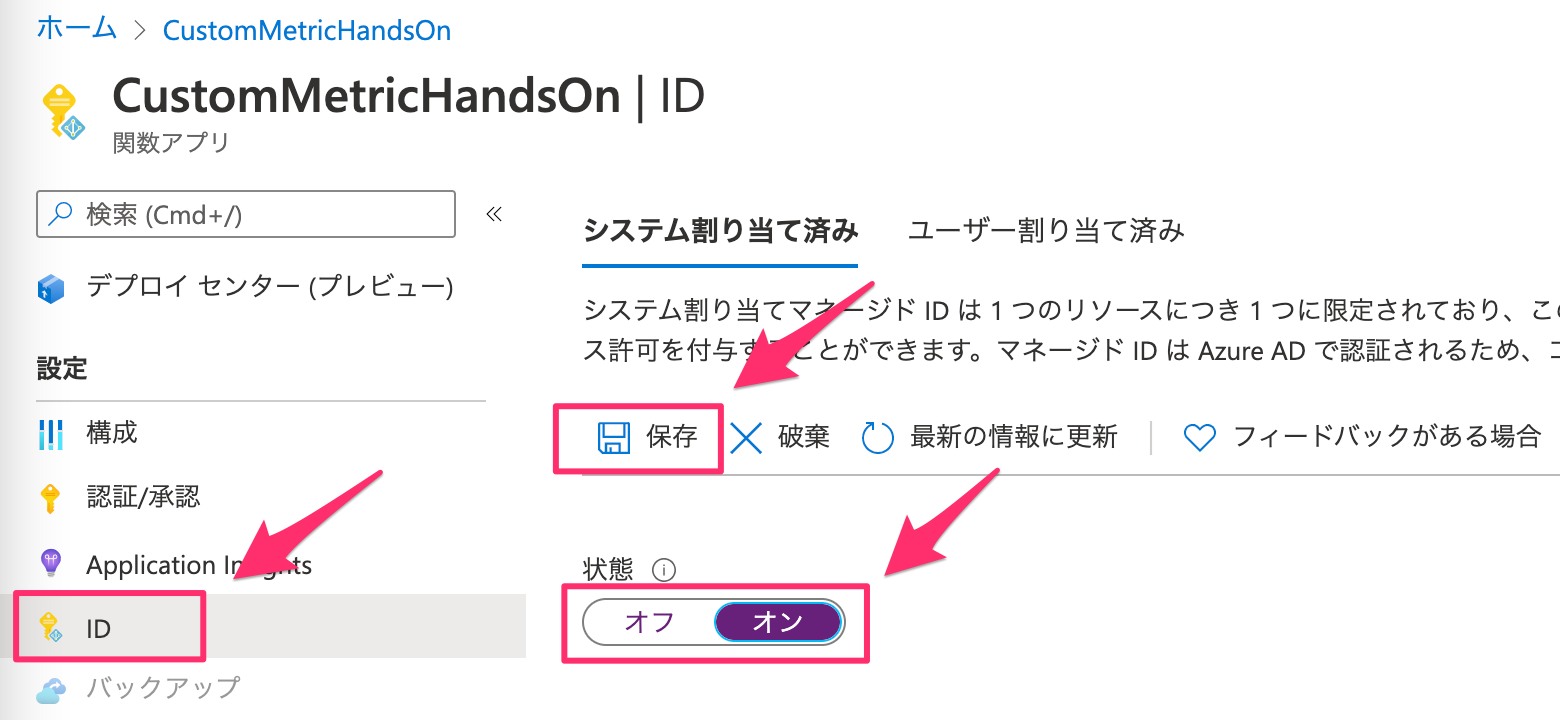 ホーム > CustomMetricHandsOn
CustomMetricHandsOn | ID
関数アプリ
検索 (Cmd+/)
«
デプロイ センター (プレビュー)
設定
構成
認証/承認
Application Insights
ID
バックアップ
システム割り当て済み ユーザー割り当て済み
システム割り当てマネージド ID は 1 つのリソースにつき 1 つに限定されており、こ
ス許可を付与することができます。マネージド ID は Azure AD で認証されるため、コ
保存 破棄 最新の情報に更新 フィードバックがある場合
状態
オフ オン